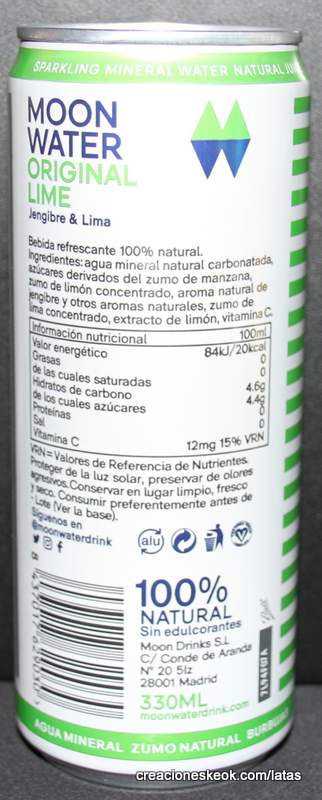 SPARKLING MINERAL WATER NATURAL
MOON
WATER
ORIGINAL
LIME
Jengibre & Lima
Bebida refrescante 100% natural.
Ingredientes: agua mineral natural carbonatada,
azúcares derivados del zumo de manzana,
zumo de limón concentrado, aroma natural de
jengibre y otros aromas naturales, zumo de
lima concentrado, extracto de limón, vitamina C.
Información nutricional 100ml
Valor energético 84kJ/20kcal
Grasas 0
de las cuales saturadas 0
Hidratos de carbono 4,6g
de los cuales azúcares 4,4g
Proteínas 0
Sal 0
Vitamina C 12mg 15% VRN
VRN = Valores de Referencia de Nutrientes.
Proteger de la luz solar, preservar de olores
agresivos. Conservar en lugar limpio, fresco
y seco. Consumir preferentemente antes de
- Lote (Ver la base).
Síguenos en
@moonwaterdrink
alu
100%
NATURAL
Sin edulcorantes
Moon Drinks S.L
C/ Conde de Aranda
Nº 20 5Iz
28001 Madrid
330ML
moonwaterdrink.com
Ball
8 437017 629030
AGUA MINERAL ZUMO NATURAL
creacioneskeok.com/latas